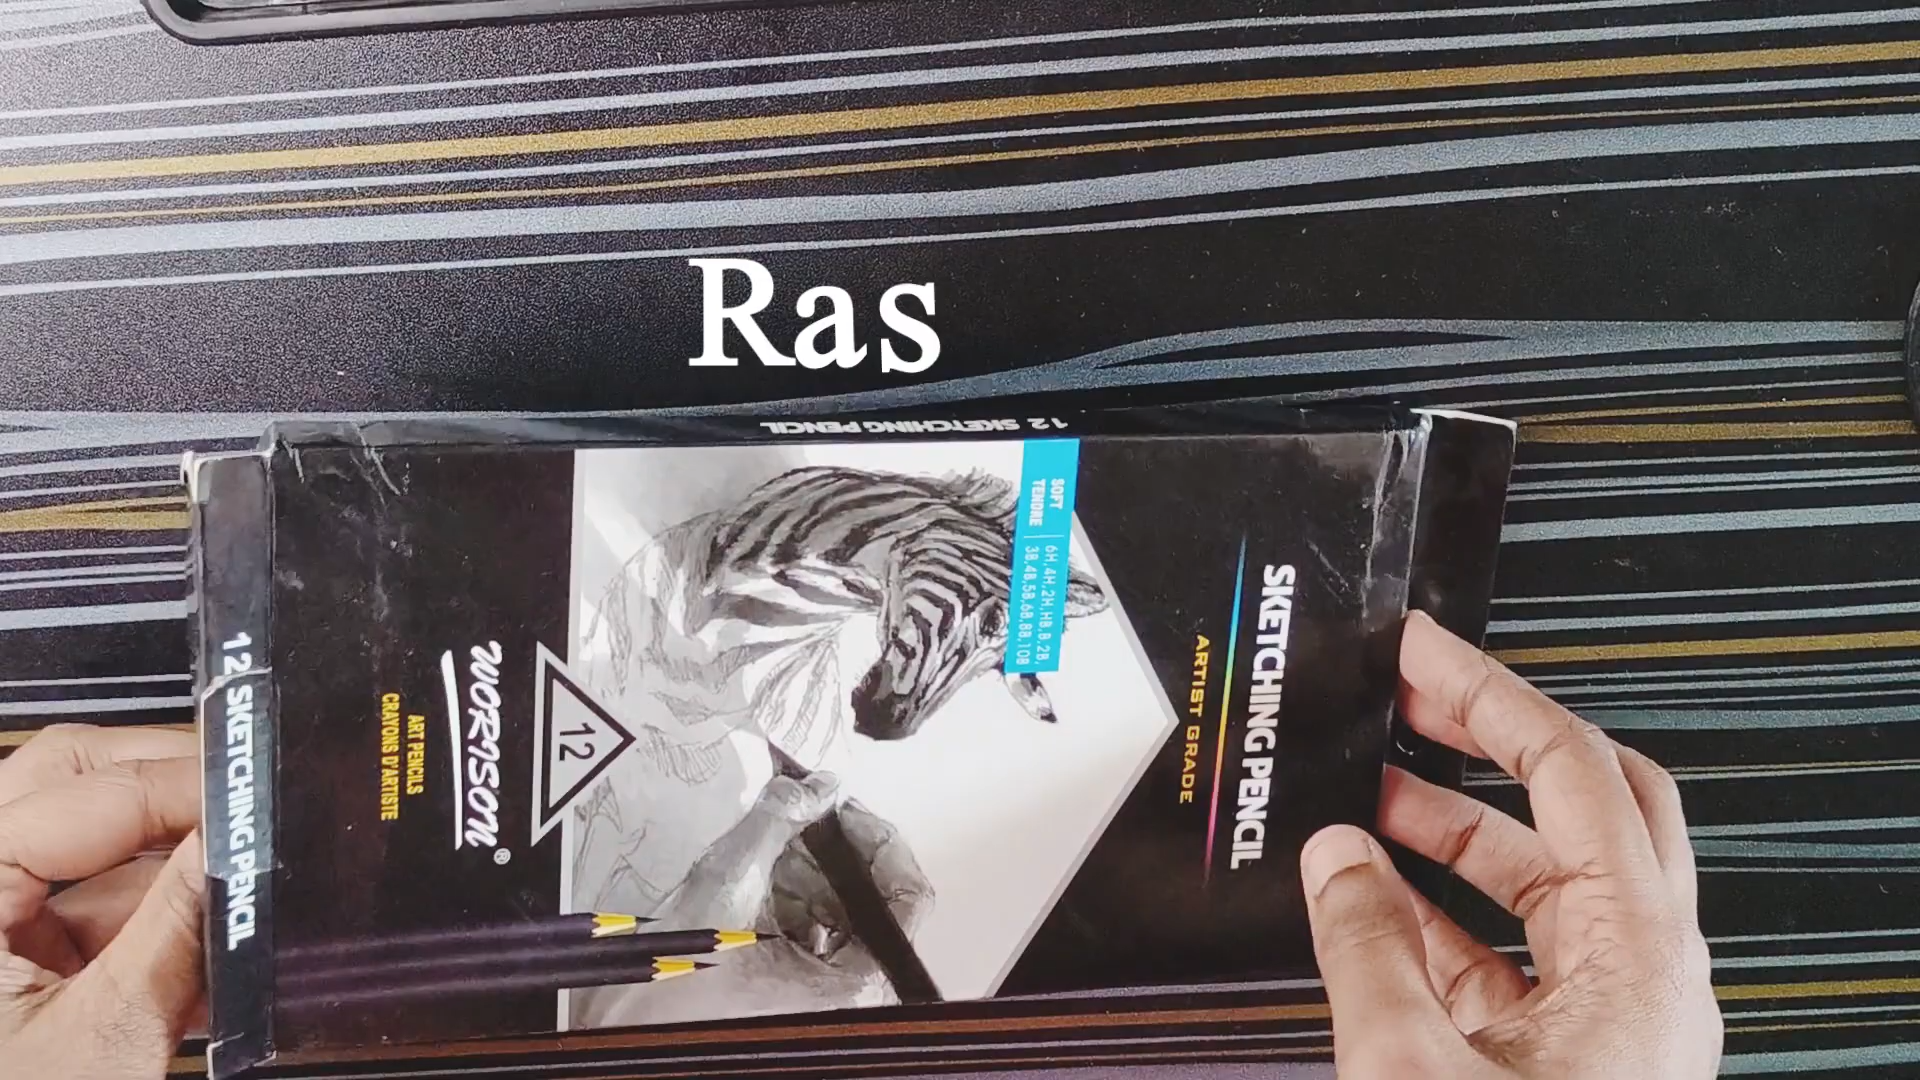 Ras
12 SKETCHING PENCIL
SKETCHING PENCIL
ARTIST GRADE
SOFT
TENDRE
6H,4H,2H,HB,B,2B,
3B,4B,5B,6B,8B,10B
12
WORISON®
ART PENCILS
CRAYONS D'ARTISTE
12 SKETCHING PENCIL